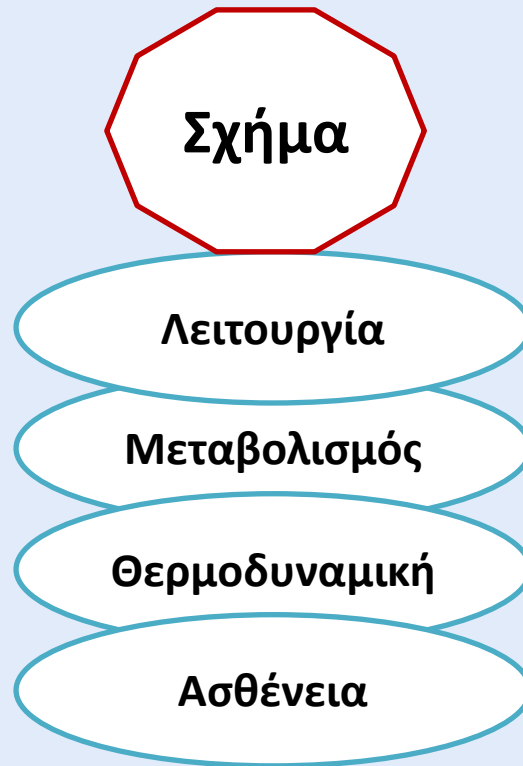 Σχήμα
Λειτουργία
Μεταβολισμός
Θερμοδυναμική
Ασθένεια